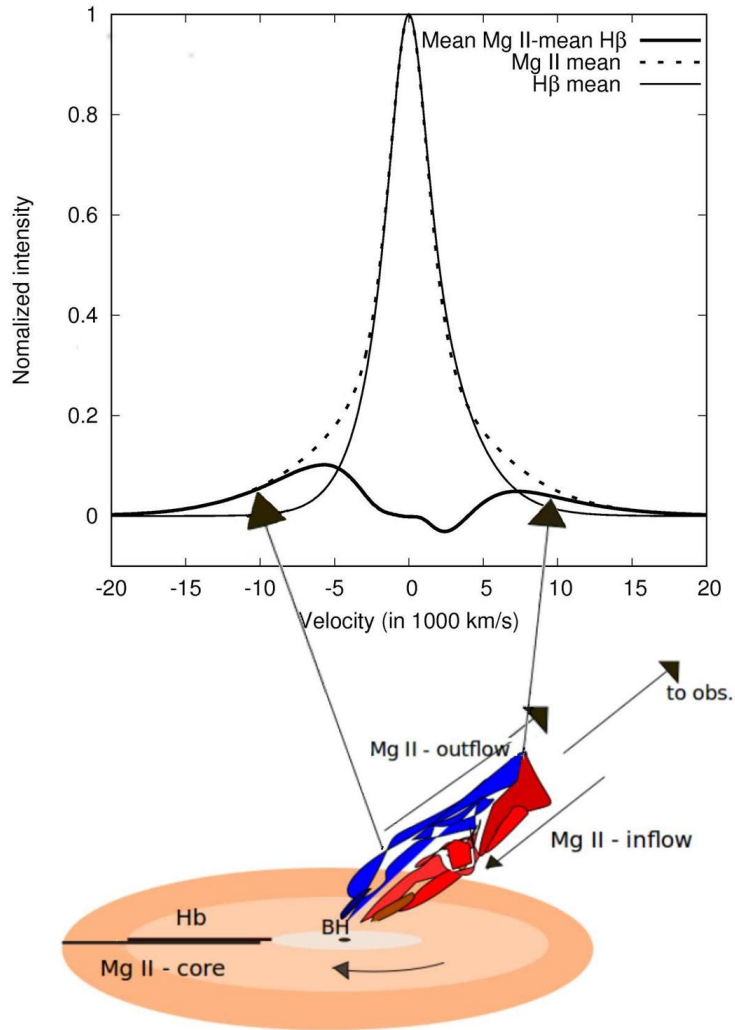 Mean Mg II-mean Hβ
Mg II mean
Hβ mean
1
0.8
0.6
0.4
0.2
0
Nomalized intensity
-20 -15 -10 -5 0 5 10 15 20
Velocity (in 1000 km/s)
to obs.
Mg II - outflow
Mg II - inflow
Hb
BH
Mg II - core